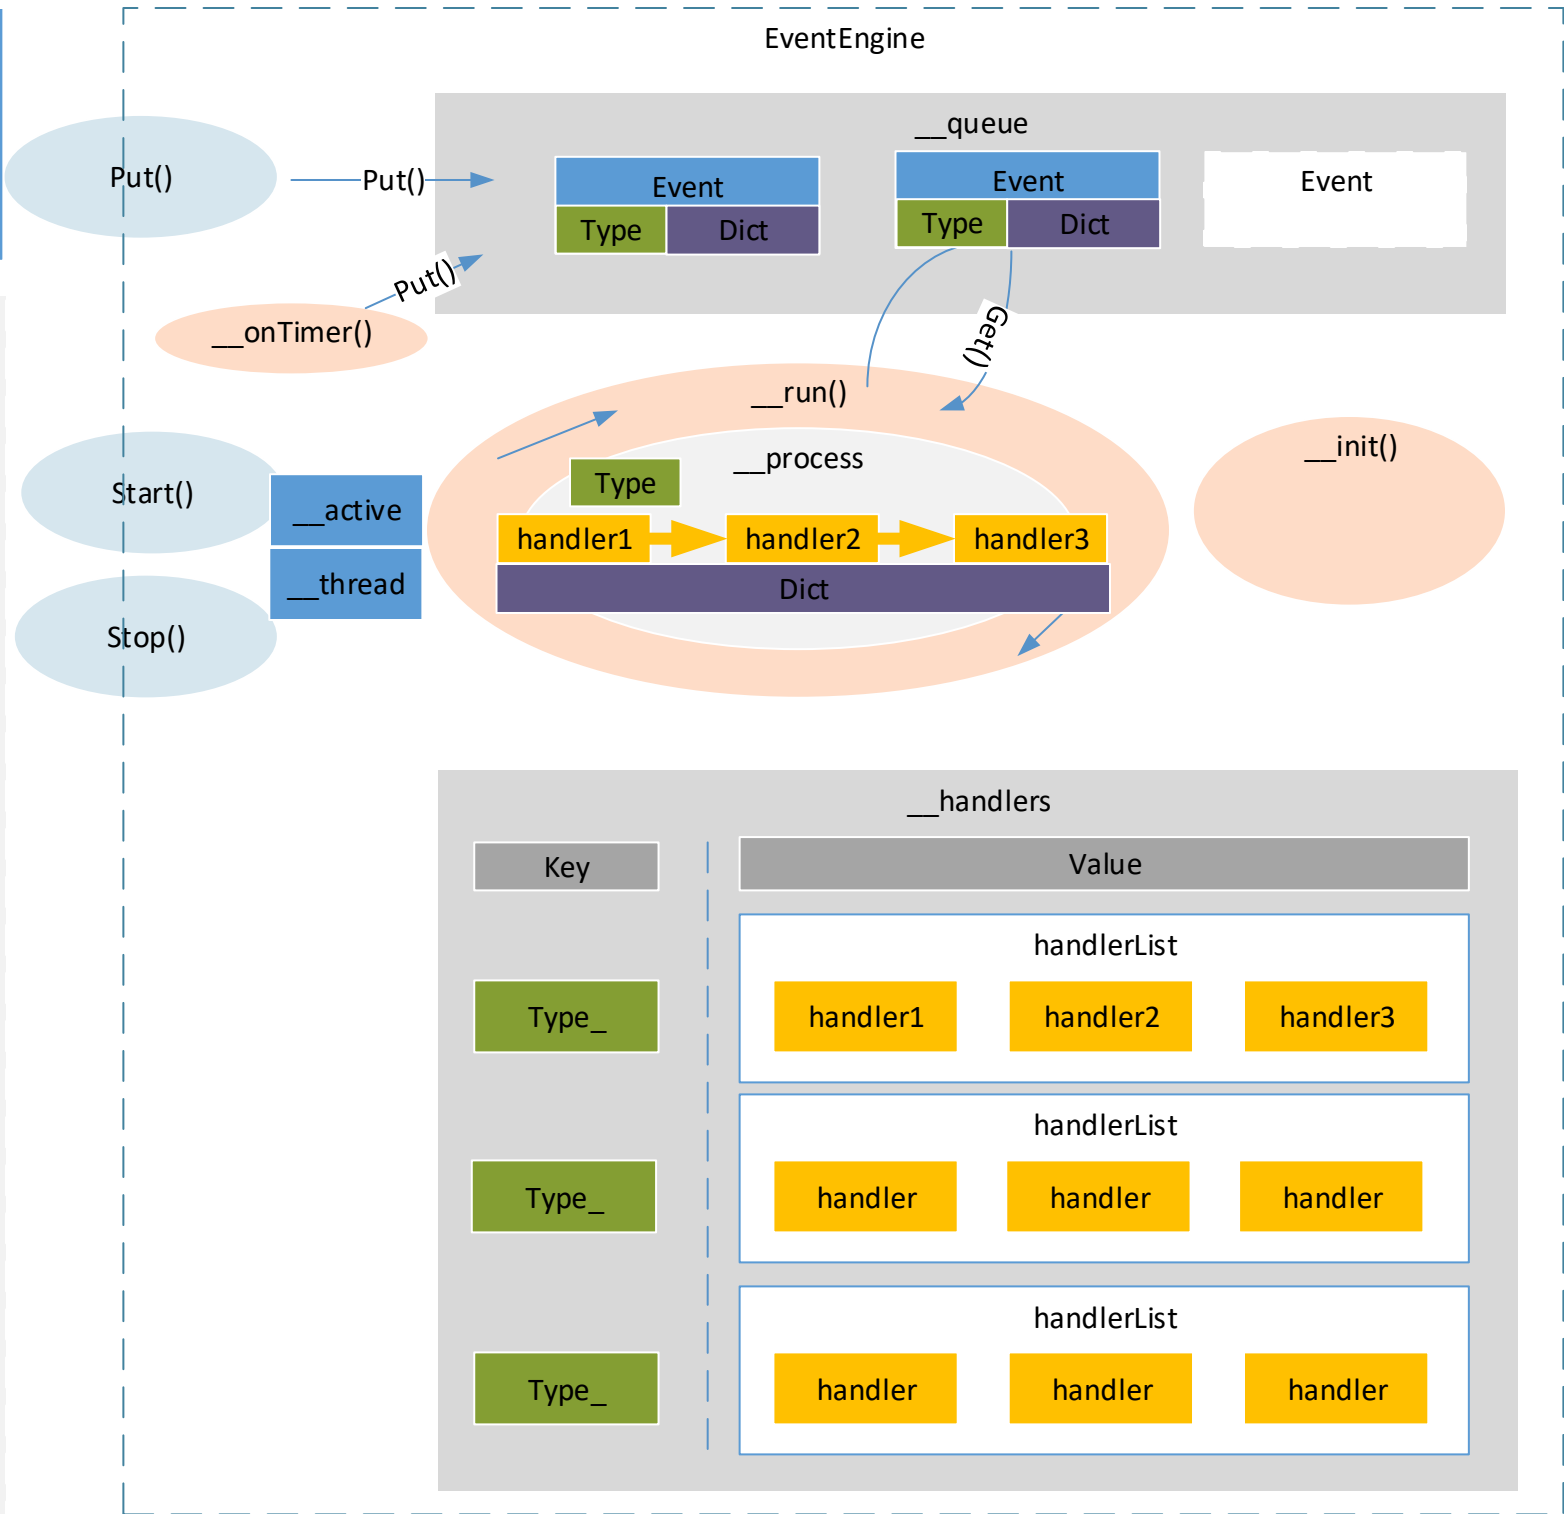 EventEngine
__queue
Put()
Put()
Event
Type
Dict
Event
Type
Dict
Event
Put()
__onTimer()
Get()
__run()
__process
Type
handler1
handler2
handler3
Dict
__init()
Start()
__active
__thread
Stop()
__handlers
Key
Value
handlerList
Type_
handler1
handler2
handler3
handlerList
Type_
handler
handler
handler
handlerList
Type_
handler
handler
handler